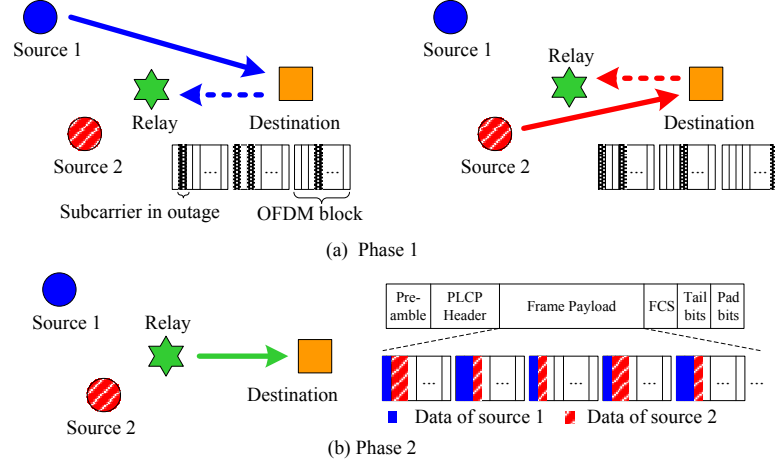 Source 1
Relay
Destination
Source 2
...
...
...
Subcarrier in outage
OFDM block
Source 1
Relay
Destination
Source 2
...
...
...
(a) Phase 1
Source 1
Relay
Destination
Source 2
Pre-
amble
PLCP
Header
Frame Payload
FCS
Tail
bits
Pad
bits
...
...
...
...
...
...
Data of source 1
Data of source 2
(b) Phase 2